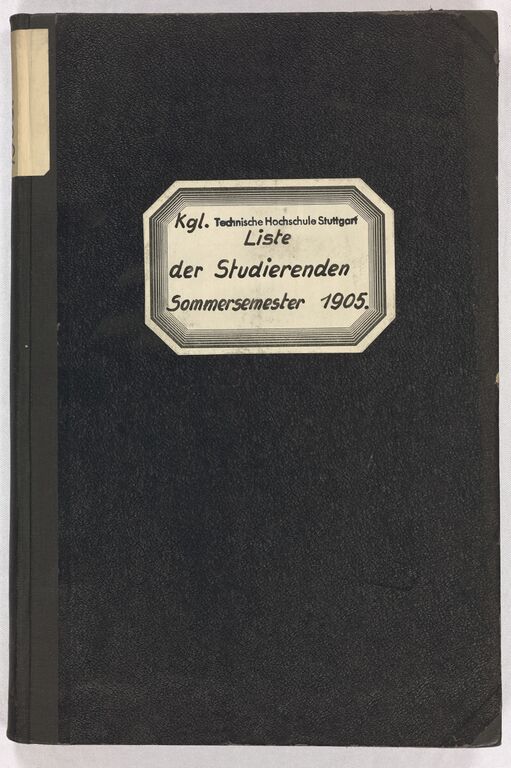 Kgl. Technische Hochschule Stuttgart
Liste
der Studierenden
Sommersemester 1905.